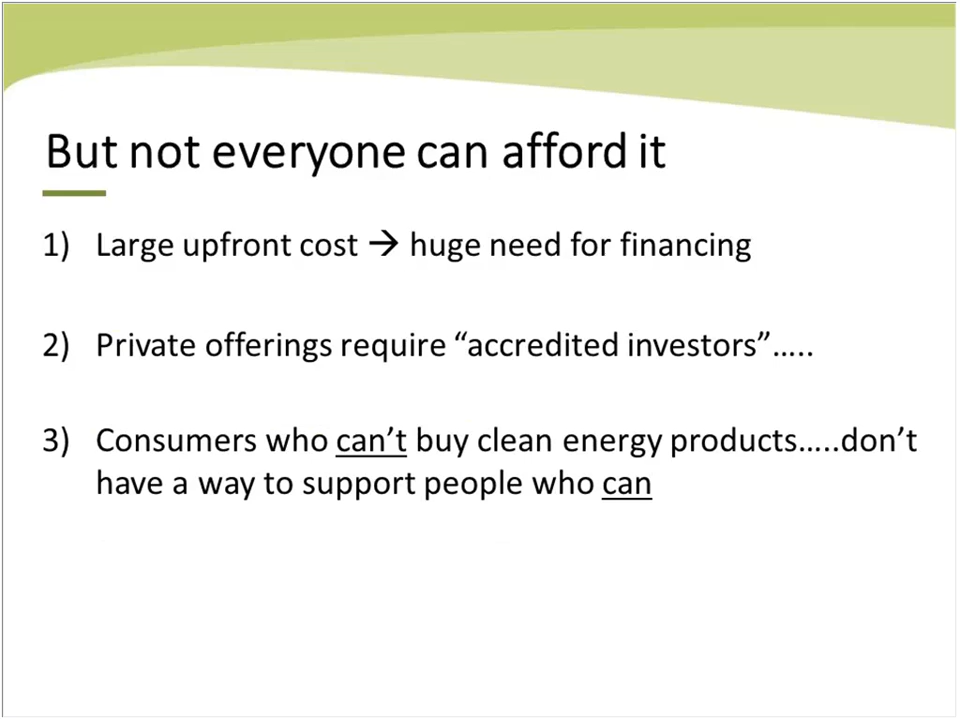 But not everyone can afford it
1) Large upfront cost → huge need for financing
2) Private offerings require “accredited investors”…..
3) Consumers who can’t buy clean energy products…..don’t
have a way to support people who can